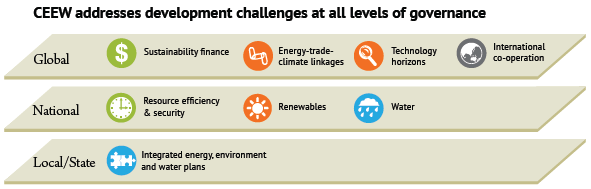 CEEW addresses development challenges at all levels of governance
Global
$
Sustainability finance
Energy-trade-
climate linkages
Technology
horizons
International
co-operation
National
Resource efficiency
& security
Renewables
Water
Local/State
Integrated energy, environment
and water plans